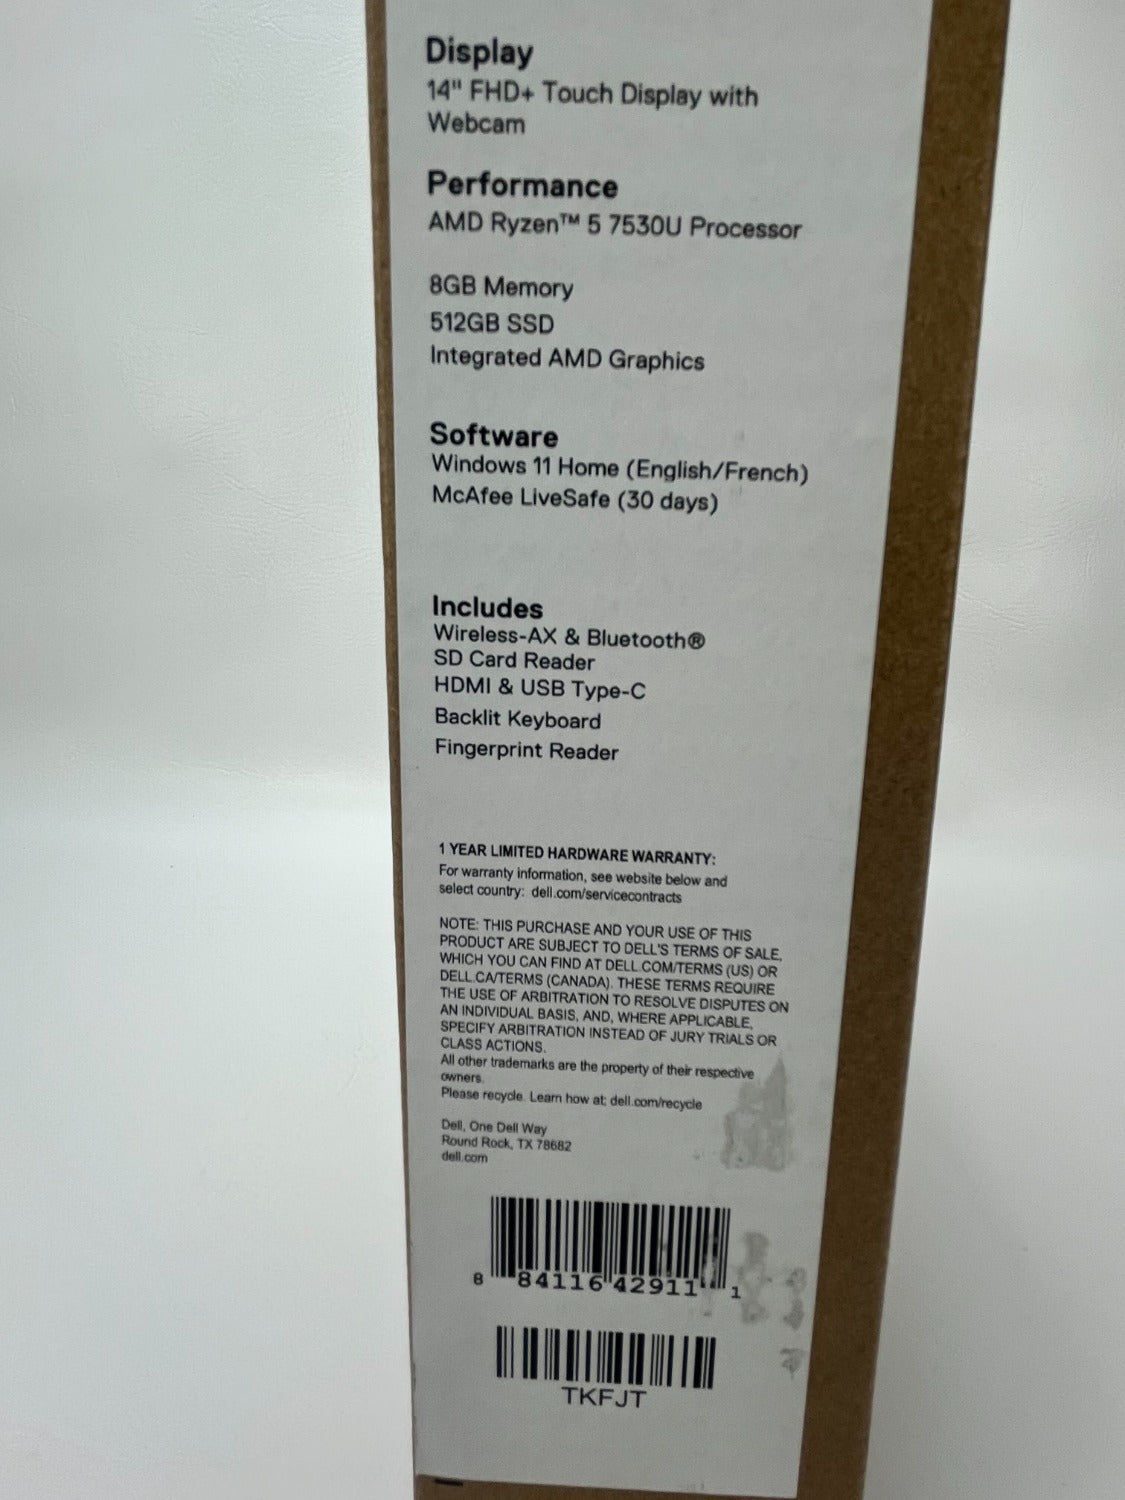 Display
14" FHD+ Touch Display with
Webcam
Performance
AMD Ryzen™ 5 7530U Processor
8GB Memory
512GB SSD
Integrated AMD Graphics
Software
Windows 11 Home (English/French)
McAfee LiveSafe (30 days)
Includes
Wireless-AX & Bluetooth®
SD Card Reader
HDMI & USB Type-C
Backlit Keyboard
Fingerprint Reader
1 YEAR LIMITED HARDWARE WARRANTY:
For warranty information, see website below and
select country: dell.com/servicecontracts
NOTE: THIS PURCHASE AND YOUR USE OF THIS
PRODUCT ARE SUBJECT TO DELL'S TERMS OF SALE,
WHICH YOU CAN FIND AT DELL.COM/TERMS (US) OR
DELL.CA/TERMS (CANADA). THESE TERMS REQUIRE
THE USE OF ARBITRATION TO RESOLVE DISPUTES ON
AN INDIVIDUAL BASIS, AND, WHERE APPLICABLE,
SPECIFY ARBITRATION INSTEAD OF JURY TRIALS OR
CLASS ACTIONS.
All other trademarks are the property of their respective
owners.
Please recycle. Learn how at: dell.com/recycle
Dell, One Dell Way
Round Rock, TX 78682
dell.com
8 84116 42911 1
TKFJT